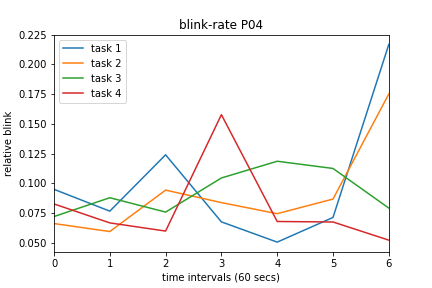 blink-rate P04
0.225
0.200
0.175
0.150
0.125
0.100
0.075
0.050
relative blink
task 1
task 2
task 3
task 4
0 1 2 3 4 5 6
time intervals (60 secs)